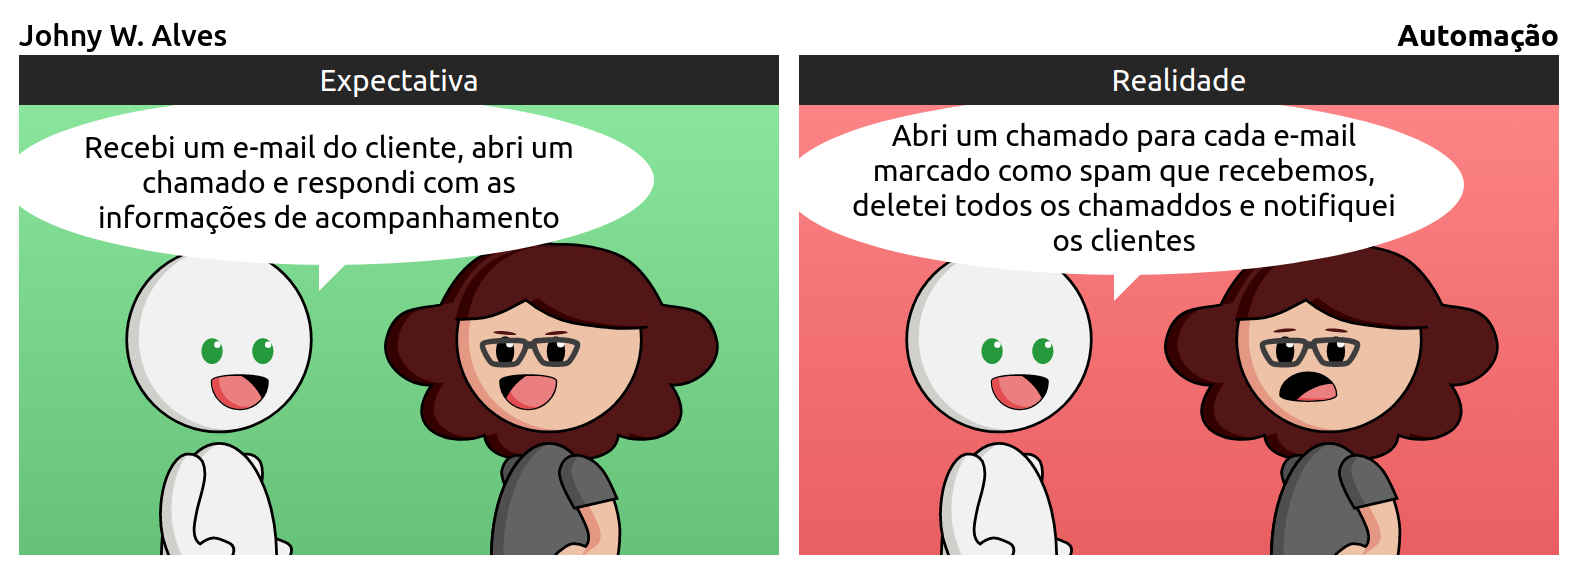 Johny W. Alves
Automação
Expectativa
Recebi um e-mail do cliente, abri um
chamado e respondi com as
informações de acompanhamento
Realidade
Abri um chamado para cada e-mail
marcado como spam que recebemos,
deletei todos os chamaddos e notifiquei
os clientes